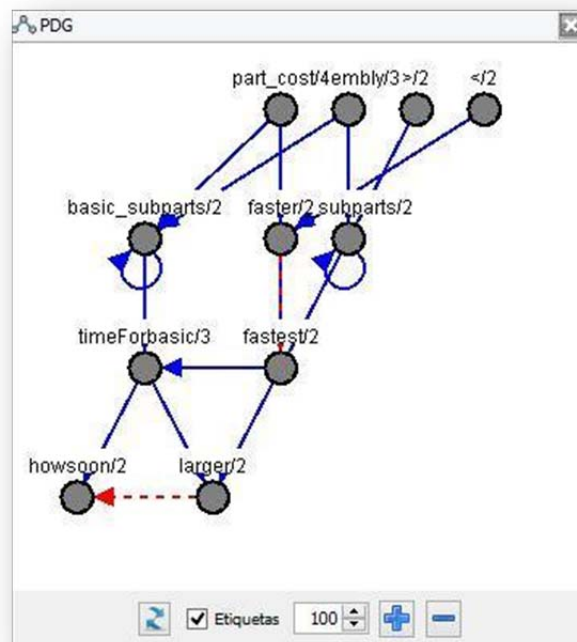 PDG
part_cost/4embly/3>/2 </2
basic_subparts/2 faster/2 subparts/2
timeForbasic/3 fastest/2
howsoon/2 larger/2
Etiquetas 100